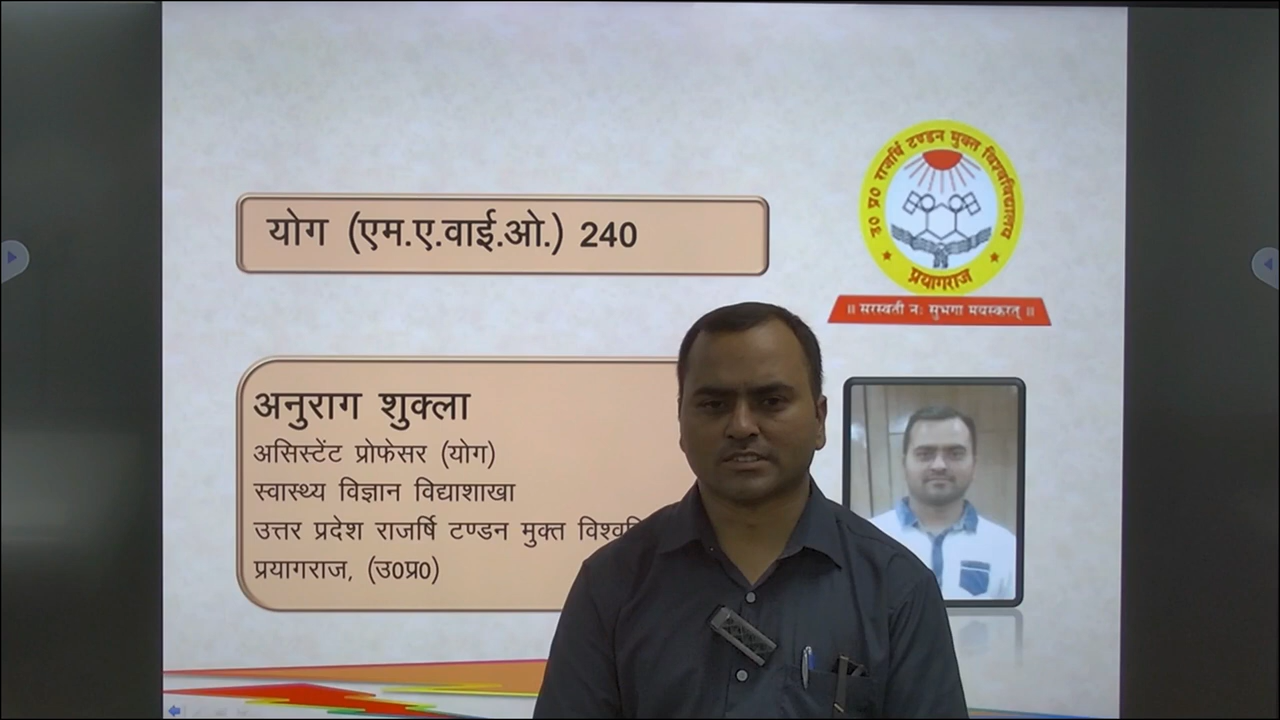 योग (एम.ए.वाई.ओ.) 240
उ० प्र० राजर्षि टण्डन मुक्त विश्वविद्यालय
प्रयागराज
॥ सरस्वती नः सुभगा मयस्करत् ॥
अनुराग शुक्ला
असिस्टेंट प्रोफेसर (योग)
स्वास्थ्य विज्ञान विद्याशाखा
उत्तर प्रदेश राजर्षि टण्डन मुक्त
प्रयागराज, (उ0प्र0)